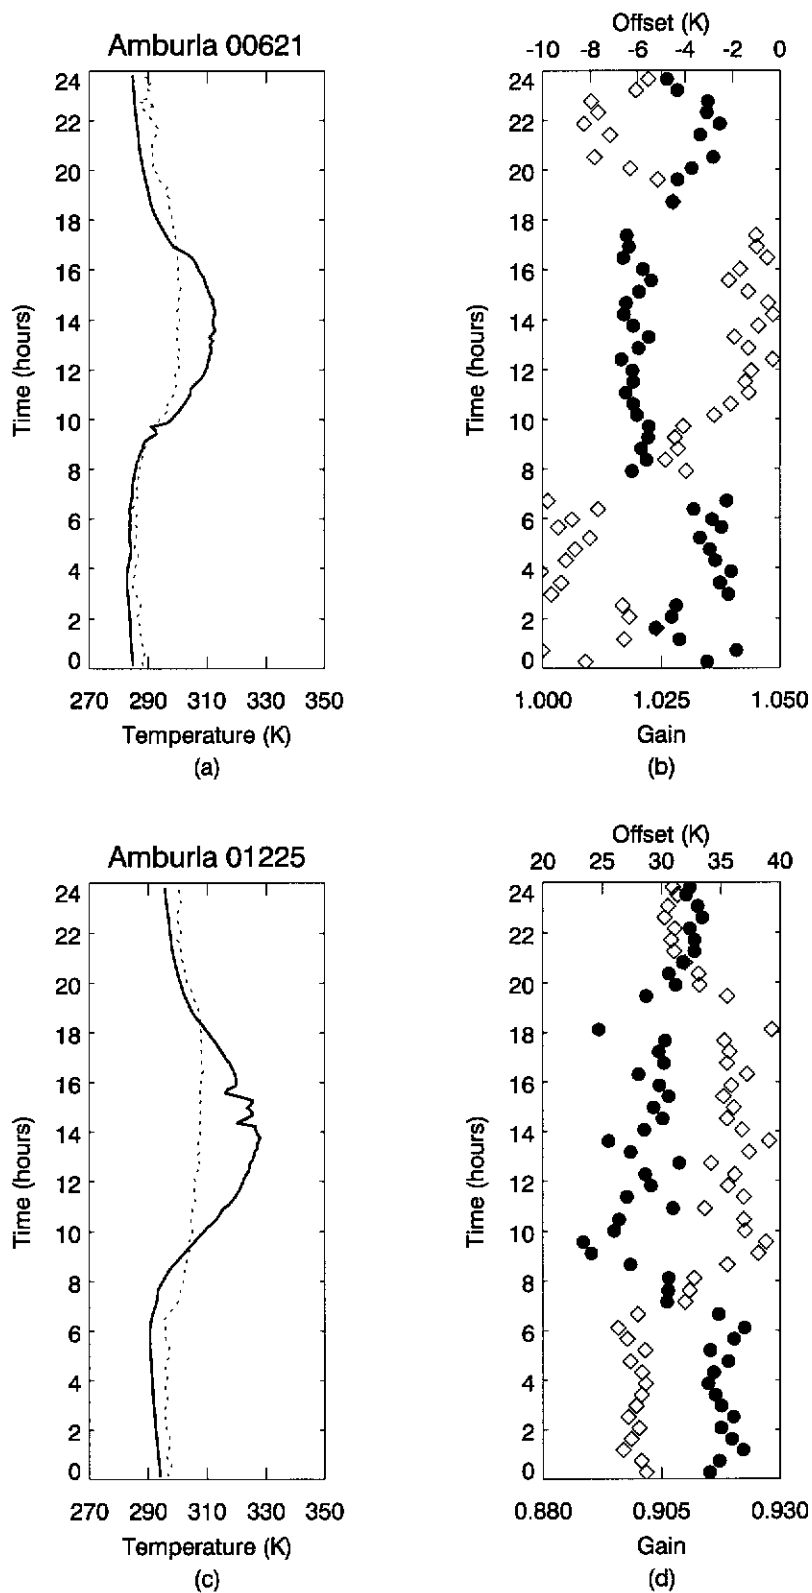 Amburla 00621
24
22
20
18
16
14
12
10
8
6
4
2
0
Time (hours)
270 290 310 330 350
Temperature (K)
(a)
Offset (K)
-10 -8 -6 -4 -2 0
24
22
20
18
16
14
12
10
8
6
4
2
0
Time (hours)
1.000 1.025 1.050
Gain
(b)
Amburla 01225
24
22
20
18
16
14
12
10
8
6
4
2
0
Time (hours)
270 290 310 330 350
Temperature (K)
(c)
Offset (K)
20 25 30 35 40
24
22
20
18
16
14
12
10
8
6
4
2
0
Time (hours)
0.880 0.905 0.930
Gain
(d)